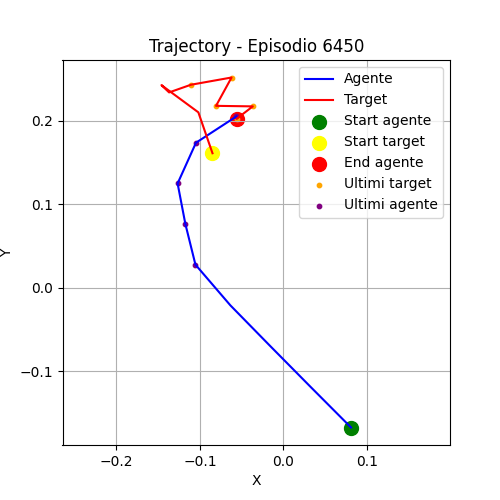 Trajectory - Episodio 6450
Agente
Target
Start agente
Start target
End agente
Ultimi target
Ultimi agente
Y
0.2
0.1
0.0
−0.1
−0.2
−0.1
0.0
0.1
X